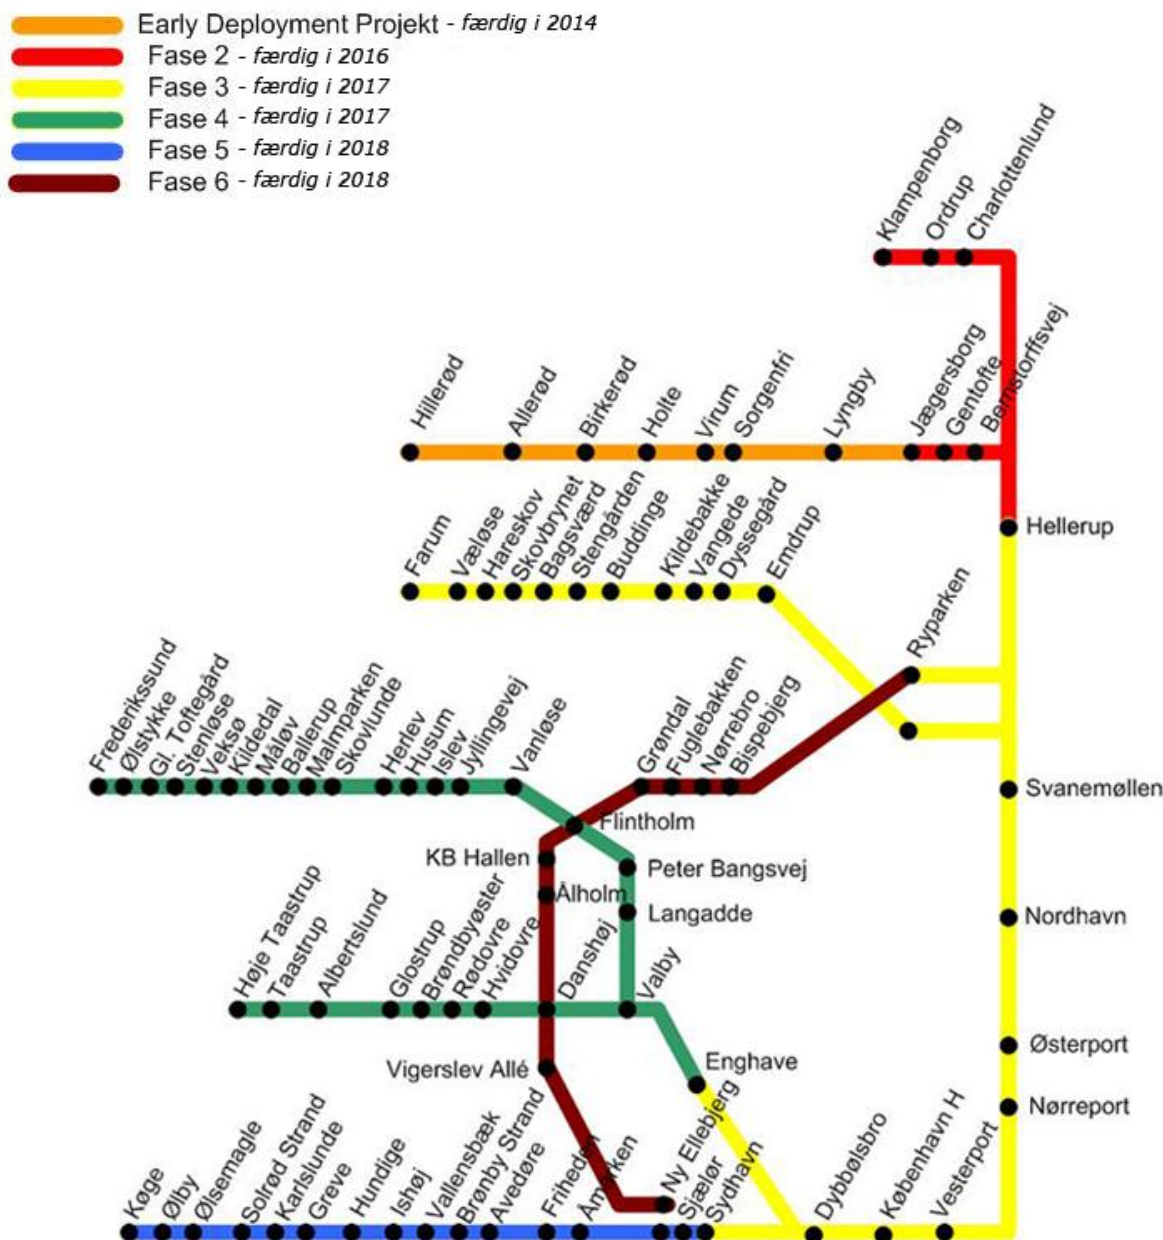 Early Deployment Projekt - færdig i 2014
Fase 2 - færdig i 2016
Fase 3 - færdig i 2017
Fase 4 - færdig i 2017
Fase 5 - færdig i 2018
Fase 6 - færdig i 2018
Klampenborg
Ordrup
Charlottenlund
Hillerød
Allerød
Birkerød
Holte
Virum
Sorgenfri
Lyngby
Jægersborg
Gentofte
Bernstorffsvej
Hellerup
Farum
Væløse
Hareskov
Skovbrynet
Bagsværd
Stengården
Buddinge
Kildebakke
Vangede
Dyssegård
Emdrup
Ryparken
Svanemøllen
Frederikssund
Ølstykke
Gl. Toftegård
Stenløse
Veksø
Kildedal
Måløv
Ballerup
Malmparken
Skovlunde
Herlev
Husum
Islev
Jyllingevej
Vanløse
Grøndal
Fuglebakken
Nørrebro
Bispebjerg
Flintholm
KB Hallen
Peter Bangsvej
Ålholm
Langadde
Nordhavn
Høje Taastrup
Taastrup
Albertslund
Glostrup
Brøndbyøster
Rødovre
Hvidovre
Danshøj
Valby
Østerport
Vigerslev Allé
Enghave
Nørreport
Køge
Ølby
Ølsemagle
Solrød Strand
Karlslunde
Greve
Hundige
Ishøj
Vallensbæk
Brønby Strand
Avedøre
Friheden
Åmarken
Ny Ellebjerg
Sjælør
Sydhavn
Dybbølsbro
København H
Vesterport